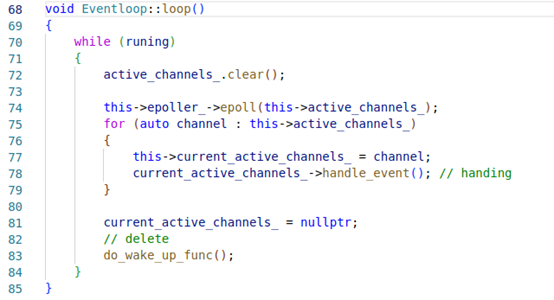 68 void Eventloop::loop()
69 {
70     while (runing)
71     {
72         active_channels_.clear();
73
74         this->epoller_->epoll(this->active_channels_);
75         for (auto channel : this->active_channels_)
76         {
77             this->current_active_channels_ = channel;
78             current_active_channels_->handle_event(); // handing
79         }
80
81         current_active_channels_ = nullptr;
82         // delete
83         do_wake_up_func();
84     }
85 }